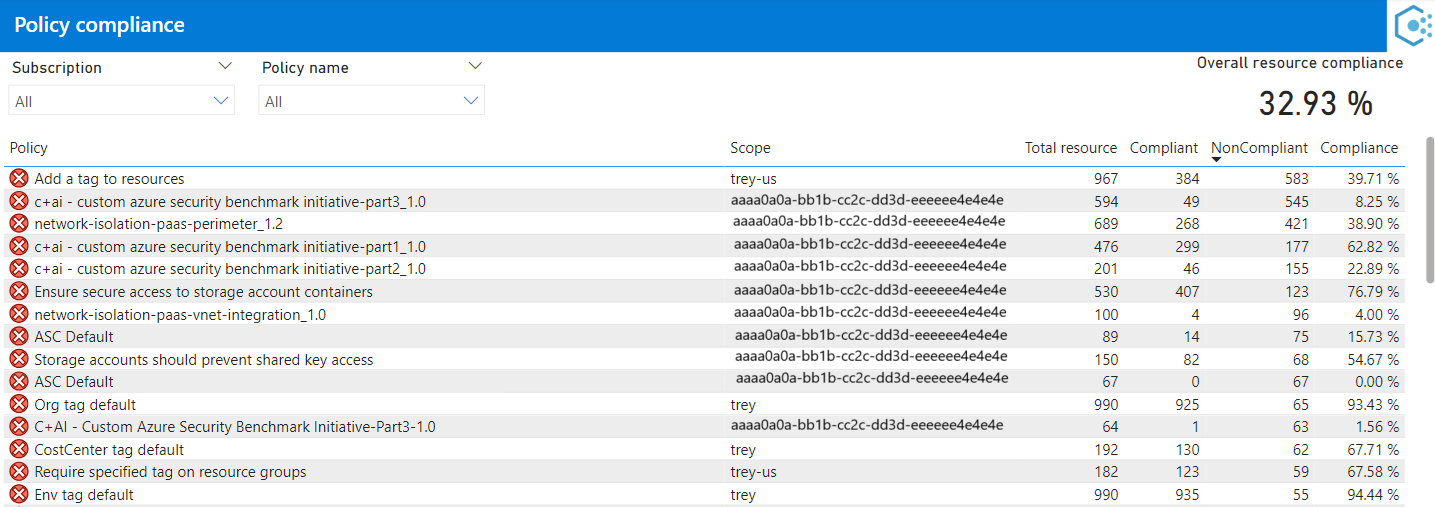 Policy compliance
Subscription Policy name Overall resource compliance
All All 32.93 %
Policy Scope Total resource Compliant NonCompliant Compliance
Add a tag to resources trey-us 967 384 583 39.71 %
c+ai - custom azure security benchmark initiative-part3_1.0 aaaa0a0a-bb1b-cc2c-dd3d-eeeeee4e4e4e 594 49 545 8.25 %
network-isolation-paas-perimeter_1.2 aaaa0a0a-bb1b-cc2c-dd3d-eeeeee4e4e4e 689 268 421 38.90 %
c+ai - custom azure security benchmark initiative-part1_1.0 aaaa0a0a-bb1b-cc2c-dd3d-eeeeee4e4e4e 476 299 177 62.82 %
c+ai - custom azure security benchmark initiative-part2_1.0 aaaa0a0a-bb1b-cc2c-dd3d-eeeeee4e4e4e 201 46 155 22.89 %
Ensure secure access to storage account containers aaaa0a0a-bb1b-cc2c-dd3d-eeeeee4e4e4e 530 407 123 76.79 %
network-isolation-paas-vnet-integration_1.0 aaaa0a0a-bb1b-cc2c-dd3d-eeeeee4e4e4e 100 4 96 4.00 %
ASC Default aaaa0a0a-bb1b-cc2c-dd3d-eeeeee4e4e4e 89 14 75 15.73 %
Storage accounts should prevent shared key access aaaa0a0a-bb1b-cc2c-dd3d-eeeeee4e4e4e 150 82 68 54.67 %
ASC Default aaaa0a0a-bb1b-cc2c-dd3d-eeeeee4e4e4e 67 0 67 0.00 %
Org tag default trey 990 925 65 93.43 %
C+AI - Custom Azure Security Benchmark Initiative-Part3-1.0 aaaa0a0a-bb1b-cc2c-dd3d-eeeeee4e4e4e 64 1 63 1.56 %
CostCenter tag default trey 192 130 62 67.71 %
Require specified tag on resource groups trey-us 182 123 59 67.58 %
Env tag default trey 990 935 55 94.44 %